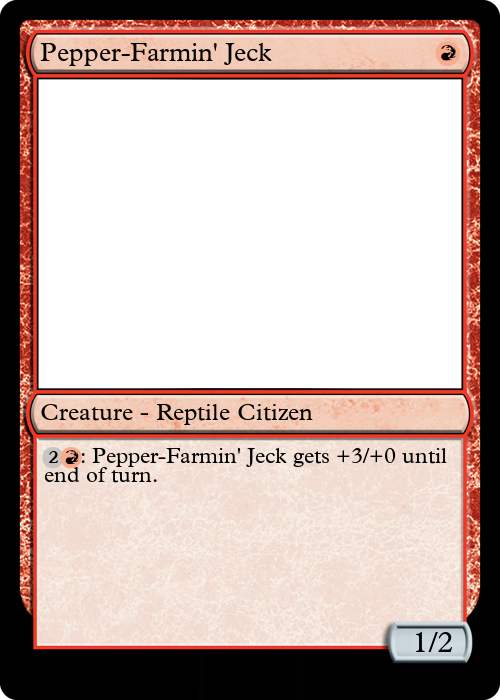 Pepper-Farmin' Jeck
Creature - Reptile Citizen
2: Pepper-Farmin' Jeck gets +3/+0 until
end of turn.
1/2